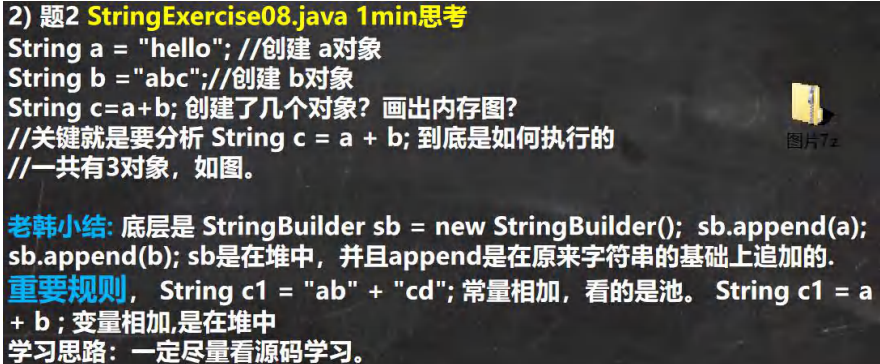 2) 题2 StringExercise08.java 1min思考
String a = "hello"; //创建 a对象
String b ="abc";//创建 b对象
String c=a+b; 创建了几个对象？画出内存图?
//关键就是要分析 String c = a + b; 到底是如何执行的
//一共有3对象，如图。
图片7z
老韩小结: 底层是 StringBuilder sb = new StringBuilder(); sb.append(a);
sb.append(b); sb是在堆中，并且append是在原来字符串的基础上追加的.
重要规则， String c1 = "ab" + "cd"; 常量相加，看的是池。 String c1 = a
+ b ; 变量相加,是在堆中
学习思路：一定尽量看源码学习。